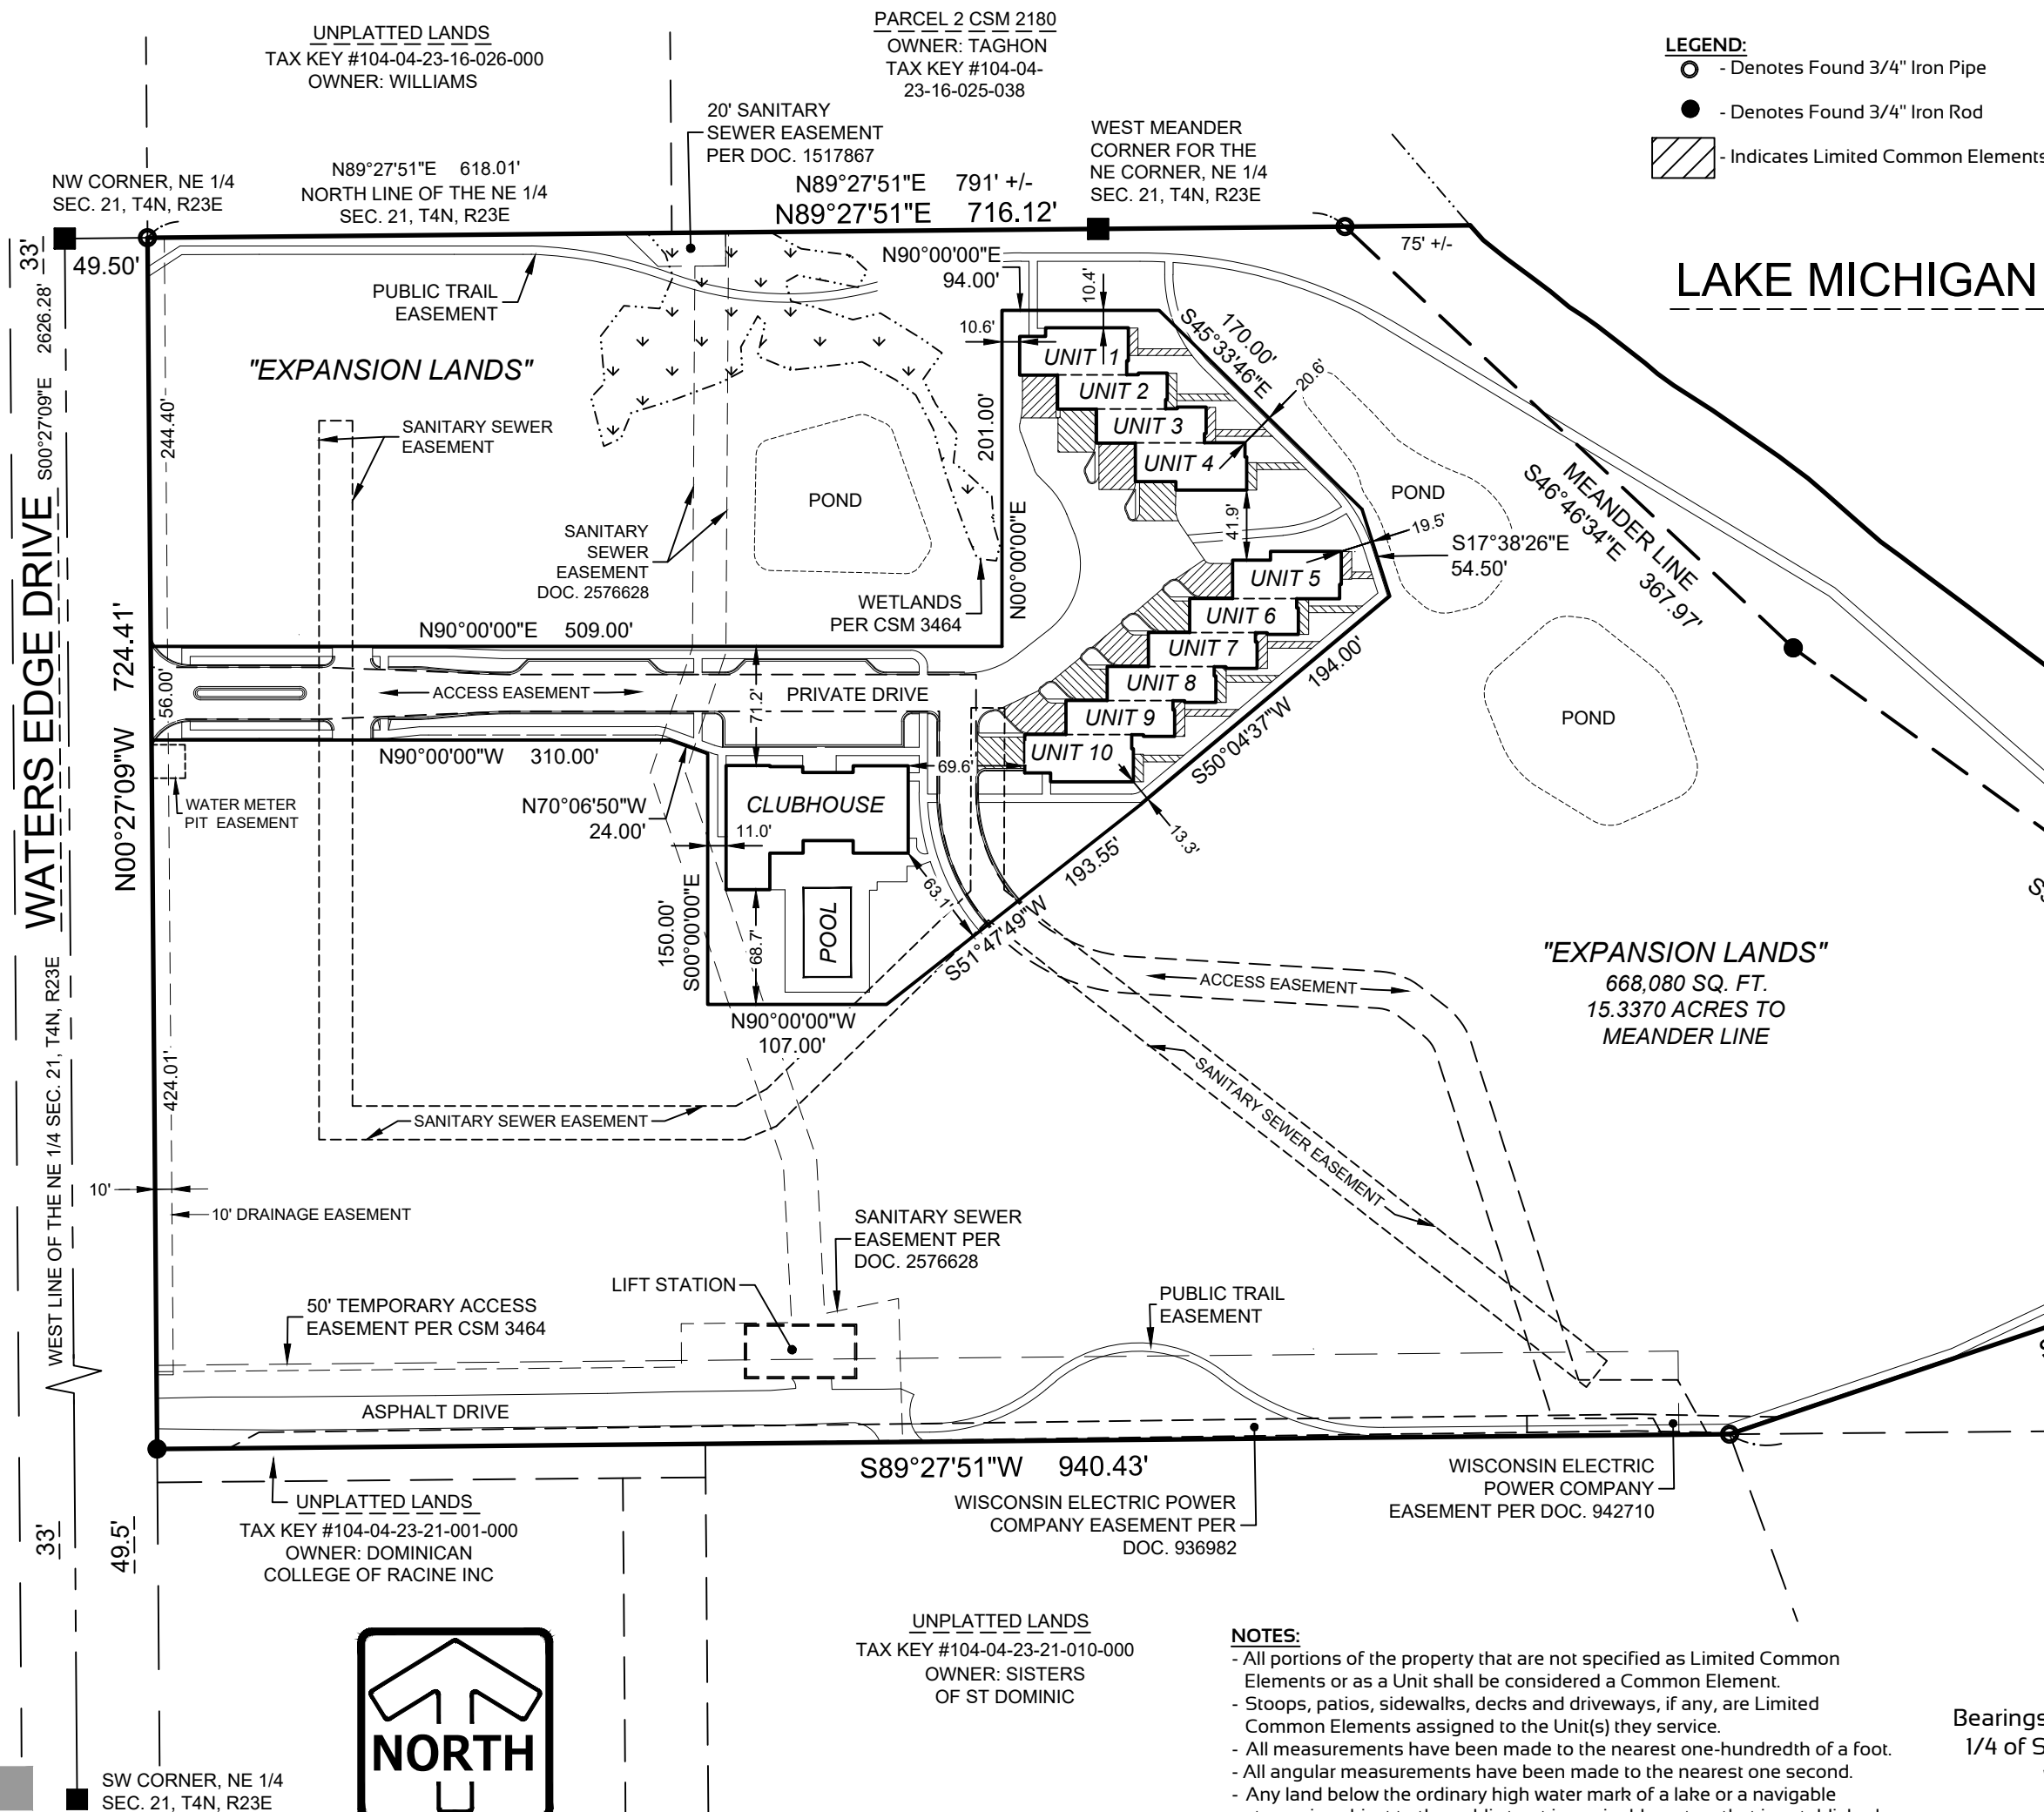 UNPLATTED LANDS
TAX KEY #104-04-23-16-026-000
OWNER: WILLIAMS
PARCEL 2 CSM 2180
OWNER: TAGHON
TAX KEY #104-04-
23-16-025-038
LEGEND:
- Denotes Found 3/4" Iron Pipe
- Denotes Found 3/4" Iron Rod
- Indicates Limited Common Elements
20' SANITARY
SEWER EASEMENT
PER DOC. 1517867
WEST MEANDER
CORNER FOR THE
NE CORNER, NE 1/4
SEC. 21, T4N, R23E
NW CORNER, NE 1/4
SEC. 21, T4N, R23E
N89°27'51"E 618.01'
NORTH LINE OF THE NE 1/4
SEC. 21, T4N, R23E
N89°27'51"E 791' +/-
N89°27'51"E 716.12'
75' +/-
LAKE MICHIGAN
33'
49.50'
PUBLIC TRAIL
EASEMENT
N90°00'00"E
94.00'
10.4'
10.6'
S45°33'46"E
170.00'
20.6'
"EXPANSION LANDS"
S00°27'09"E 2626.28'
244.40'
SANITARY SEWER
EASEMENT
201.00'
N00°00'00"E
UNIT 1
UNIT 2
UNIT 3
UNIT 4
POND
POND
MEANDER LINE
S46°46'34"E 367.97'
41.9'
19.5'
S17°38'26"E
54.50'
SANITARY
SEWER
EASEMENT
DOC. 2576628
WETLANDS
PER CSM 3464
UNIT 5
UNIT 6
UNIT 7
UNIT 8
UNIT 9
UNIT 10
WATERS EDGE DRIVE
N00°27'09"W 724.41'
N90°00'00"E 509.00'
56.00'
ACCESS EASEMENT
71.2'
PRIVATE DRIVE
194.00'
S50°04'37"W
POND
N90°00'00"W 310.00'
69.6'
WATER METER
PIT EASEMENT
N70°06'50"W
24.00'
CLUBHOUSE
11.0'
13.3'
193.55'
S51°47'49"W
63.1'
150.00'
S00°00'00"E
68.7'
POOL
N90°00'00"W
107.00'
"EXPANSION LANDS"
668,080 SQ. FT.
15.3370 ACRES TO
MEANDER LINE
ACCESS EASEMENT
WEST LINE OF THE NE 1/4 SEC. 21, T4N, R23E
424.01'
SANITARY SEWER EASEMENT
SANITARY SEWER EASEMENT
10'
10' DRAINAGE EASEMENT
SANITARY SEWER
EASEMENT PER
DOC. 2576628
LIFT STATION
PUBLIC TRAIL
EASEMENT
50' TEMPORARY ACCESS
EASEMENT PER CSM 3464
ASPHALT DRIVE
S89°27'51"W 940.43'
WISCONSIN ELECTRIC POWER
COMPANY EASEMENT PER
DOC. 936982
WISCONSIN ELECTRIC
POWER COMPANY
EASEMENT PER DOC. 942710
33'
49.5'
UNPLATTED LANDS
TAX KEY #104-04-23-21-001-000
OWNER: DOMINICAN
COLLEGE OF RACINE INC
UNPLATTED LANDS
TAX KEY #104-04-23-21-010-000
OWNER: SISTERS
OF ST DOMINIC
NORTH
SW CORNER, NE 1/4
SEC. 21, T4N, R23E
NOTES:
- All portions of the property that are not specified as Limited Common
Elements or as a Unit shall be considered a Common Element.
- Stoops, patios, sidewalks, decks and driveways, if any, are Limited
Common Elements assigned to the Unit(s) they service.
- All measurements have been made to the nearest one-hundredth of a foot.
- All angular measurements have been made to the nearest one second.
- Any land below the ordinary high water mark of a lake or a navigable
Bearings
1/4 of S